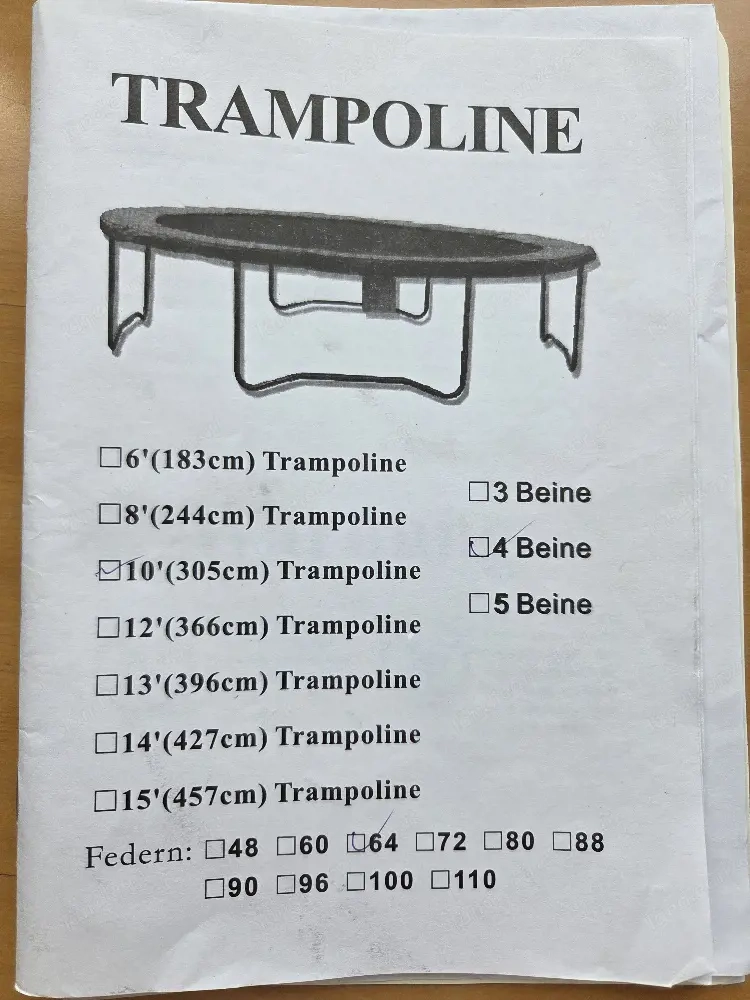 TRAMPOLINE
☐6'(183cm) Trampoline
☐8'(244cm) Trampoline
☑10'(305cm) Trampoline
☐12'(366cm) Trampoline
☐13'(396cm) Trampoline
☐14'(427cm) Trampoline
☐15'(457cm) Trampoline
☐3 Beine
☑4 Beine
☐5 Beine
Federn: ☐48 ☐60 ☑64 ☐72 ☐80 ☐88
☐90 ☐96 ☐100 ☐110